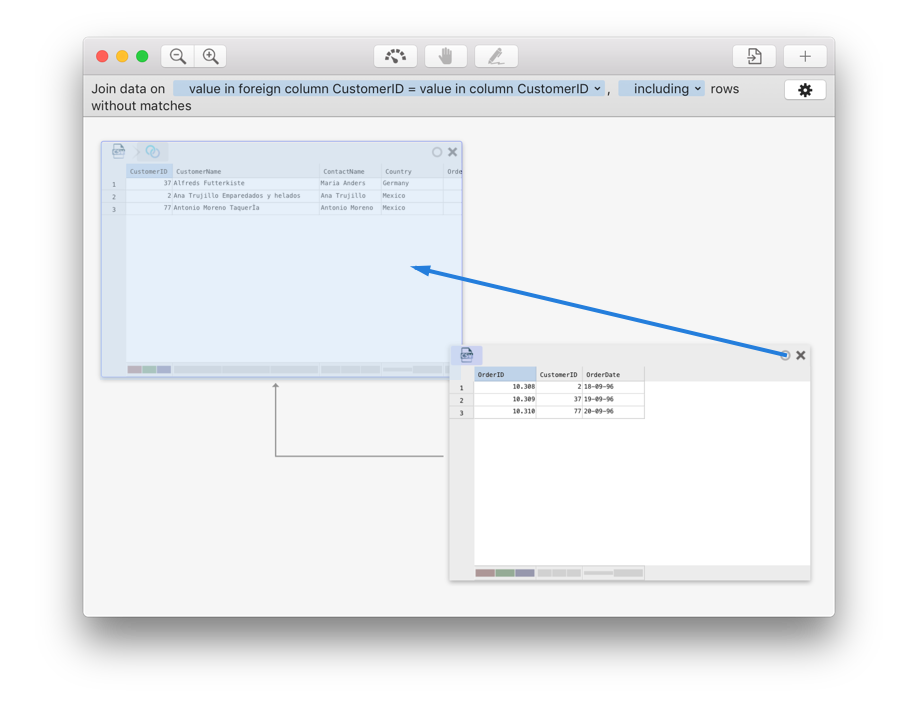 Join data on value in foreign column CustomerID = value in column CustomerID , including rows
without matches
CustomerID CustomerName ContactName Country Orde
1 37 Alfreds Futterkiste Maria Anders Germany
2 2 Ana Trujillo Emparedados y helados Ana Trujillo Mexico
3 77 Antonio Moreno TaquerÍa Antonio Moreno Mexico
OrderID CustomerID OrderDate
1 10.308 2 18-09-96
2 10.309 37 19-09-96
3 10.310 77 20-09-96